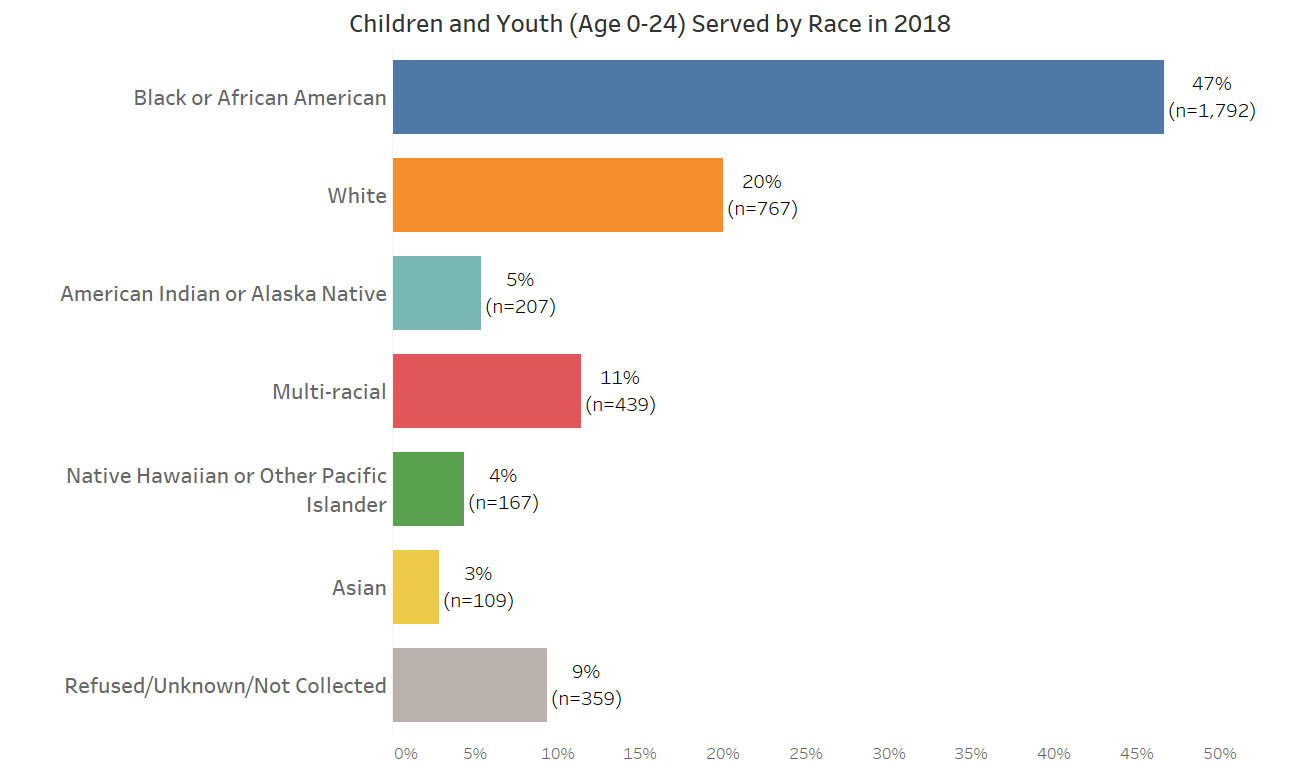 Children and Youth (Age 0-24) Served by Race in 2018
Black or African American
47%
(n=1,792)
White
20%
(n=767)
American Indian or Alaska Native
5%
(n=207)
Multi-racial
11%
(n=439)
Native Hawaiian or Other Pacific
Islander
4%
(n=167)
Asian
3%
(n=109)
Refused/Unknown/Not Collected
9%
(n=359)
0% 5% 10% 15% 20% 25% 30% 35% 40% 45% 50%